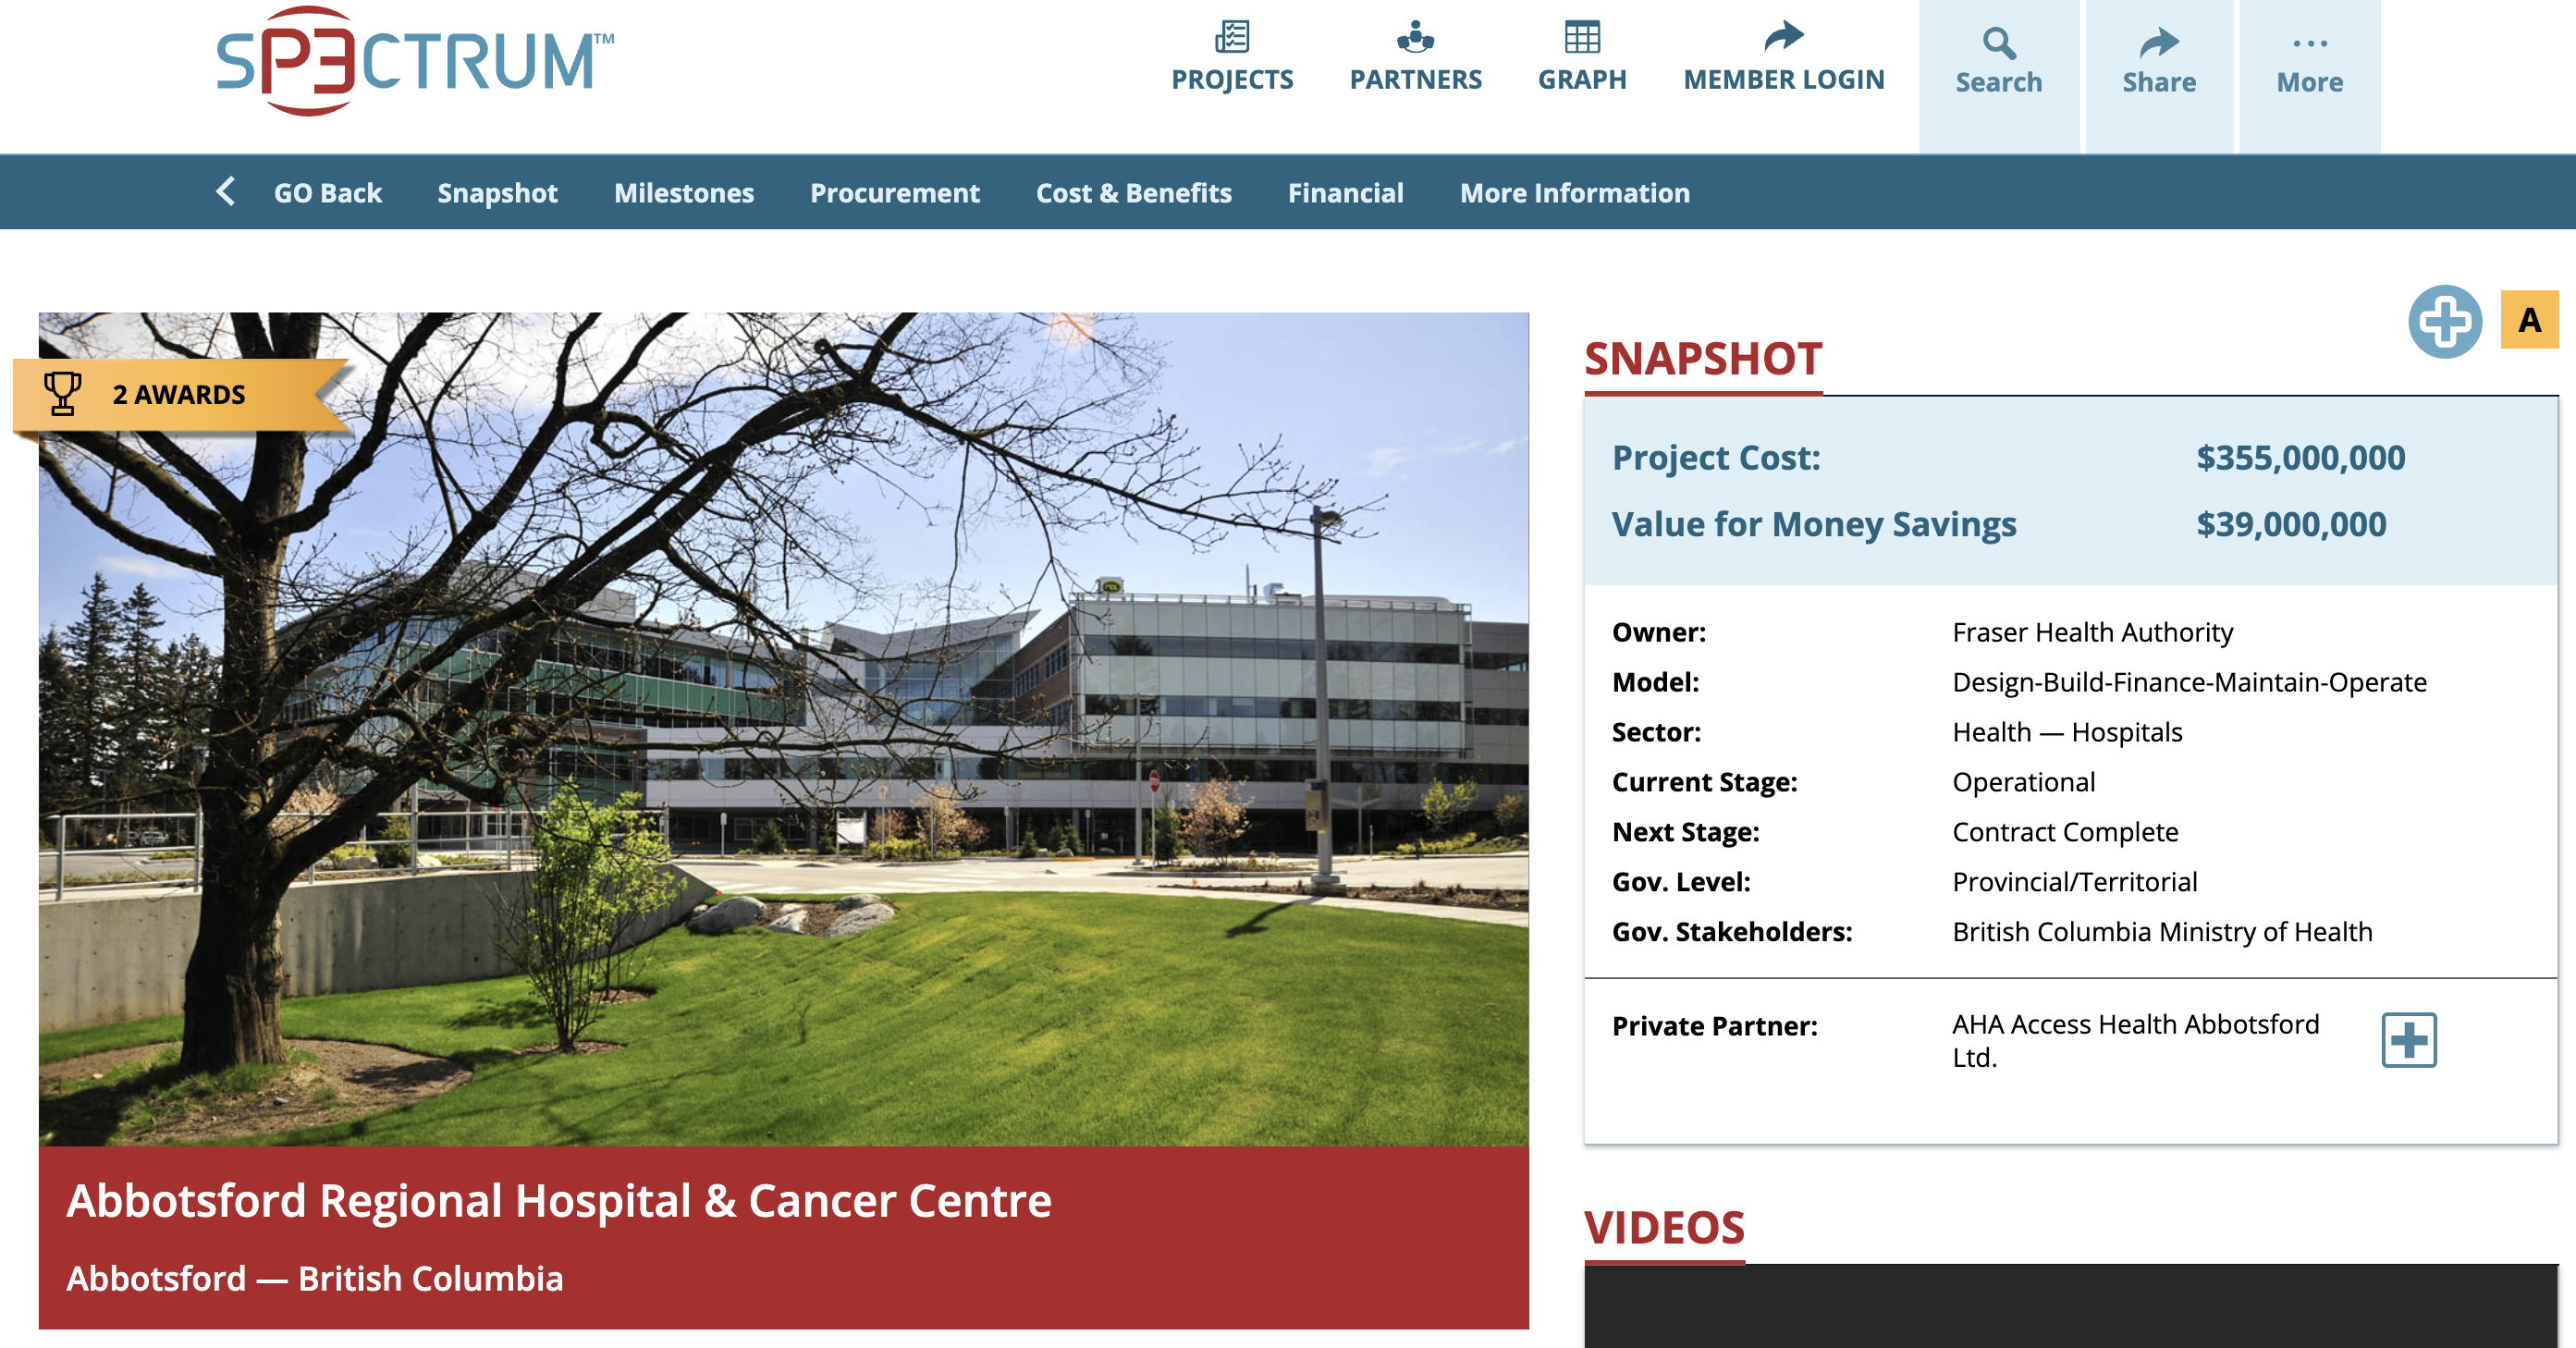 SP3CTRUM™
PROJECTS
PARTNERS
GRAPH
MEMBER LOGIN
Search
Share
More
GO Back
Snapshot
Milestones
Procurement
Cost & Benefits
Financial
More Information
2 AWARDS
Abbotsford Regional Hospital & Cancer Centre
Abbotsford — British Columbia
A
SNAPSHOT
Project Cost: $355,000,000
Value for Money Savings $39,000,000
Owner: Fraser Health Authority
Model: Design-Build-Finance-Maintain-Operate
Sector: Health — Hospitals
Current Stage: Operational
Next Stage: Contract Complete
Gov. Level: Provincial/Territorial
Gov. Stakeholders: British Columbia Ministry of Health
Private Partner: AHA Access Health Abbotsford
Ltd.
VIDEOS